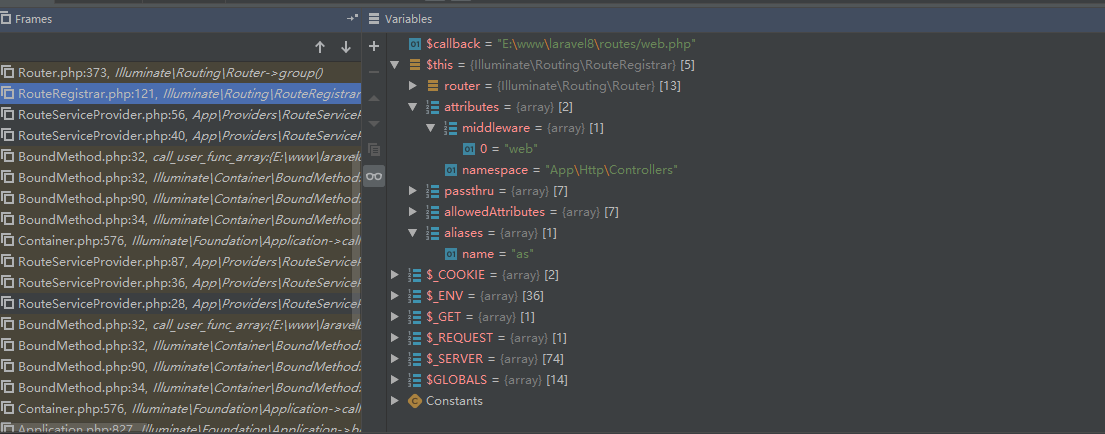 Frames
Variables
Router.php:373, Illuminate\Routing\Router->group()
RouteRegistrar.php:121, Illuminate\Routing\RouteRegistrar
RouteServiceProvider.php:56, App\Providers\RouteServiceP
RouteServiceProvider.php:40, App\Providers\RouteServiceP
BoundMethod.php:32, call_user_func_array:{E:\www\laravel
BoundMethod.php:32, Illuminate\Container\BoundMethod:
BoundMethod.php:90, Illuminate\Container\BoundMethod:
BoundMethod.php:34, Illuminate\Container\BoundMethod:
Container.php:576, Illuminate\Foundation\Application->call
RouteServiceProvider.php:87, App\Providers\RouteServiceP
RouteServiceProvider.php:36, App\Providers\RouteServiceP
RouteServiceProvider.php:28, App\Providers\RouteServiceP
BoundMethod.php:32, call_user_func_array:{E:\www\laravel
BoundMethod.php:32, Illuminate\Container\BoundMethod:
BoundMethod.php:90, Illuminate\Container\BoundMethod:
BoundMethod.php:34, Illuminate\Container\BoundMethod:
Container.php:576, Illuminate\Foundation\Application->call
Application.php:827, Illuminate\Foundation\Application->b
$callback = "E:\www\laravel8\routes/web.php"
$this = {Illuminate\Routing\RouteRegistrar} [5]
router = {Illuminate\Routing\Router} [13]
attributes = {array} [2]
middleware = {array} [1]
0 = "web"
namespace = "App\Http\Controllers"
passthru = {array} [7]
allowedAttributes = {array} [7]
aliases = {array} [1]
name = "as"
$_COOKIE = {array} [2]
$_ENV = {array} [36]
$_GET = {array} [1]
$_REQUEST = {array} [1]
$_SERVER = {array} [74]
$GLOBALS = {array} [14]
Constants